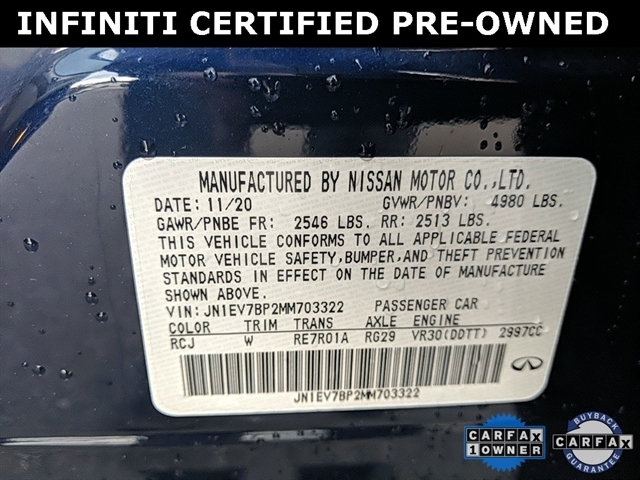 INFINITI CERTIFIED PRE-OWNED
MANUFACTURED BY NISSAN MOTOR CO.,LTD.
DATE: 11/20 GVWR/PNBV: 4980 LBS.
GAWR/PNBE FR: 2546 LBS. RR: 2513 LBS.
THIS VEHICLE CONFORMS TO ALL APPLICABLE FEDERAL
MOTOR VEHICLE SAFETY,BUMPER,AND THEFT PREVENTION
STANDARDS IN EFFECT ON THE DATE OF MANUFACTURE
SHOWN ABOVE.
VIN: JN1EV7BP2MM703322 PASSENGER CAR
COLOR TRIM TRANS AXLE ENGINE
RCJ W RE7R01A RG29 VR30(DDTT) 2997CC
JN1EV7BP2MM703322
CARFAX
1 OWNER
BUYBACK
CARFAX
GUARANTEE